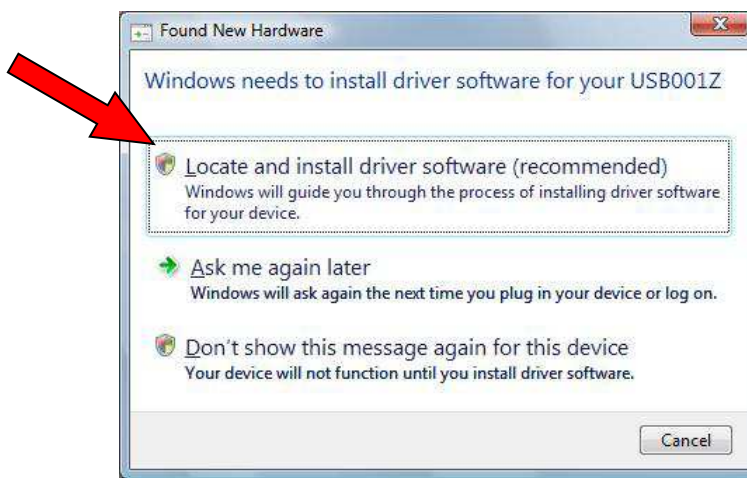 Found New Hardware
Windows needs to install driver software for your USB001Z
Locate and install driver software (recommended)
Windows will guide you through the process of installing driver software
for your device.
Ask me again later
Windows will ask again the next time you plug in your device or log on.
Don't show this message again for this device
Your device will not function until you install driver software.
Cancel